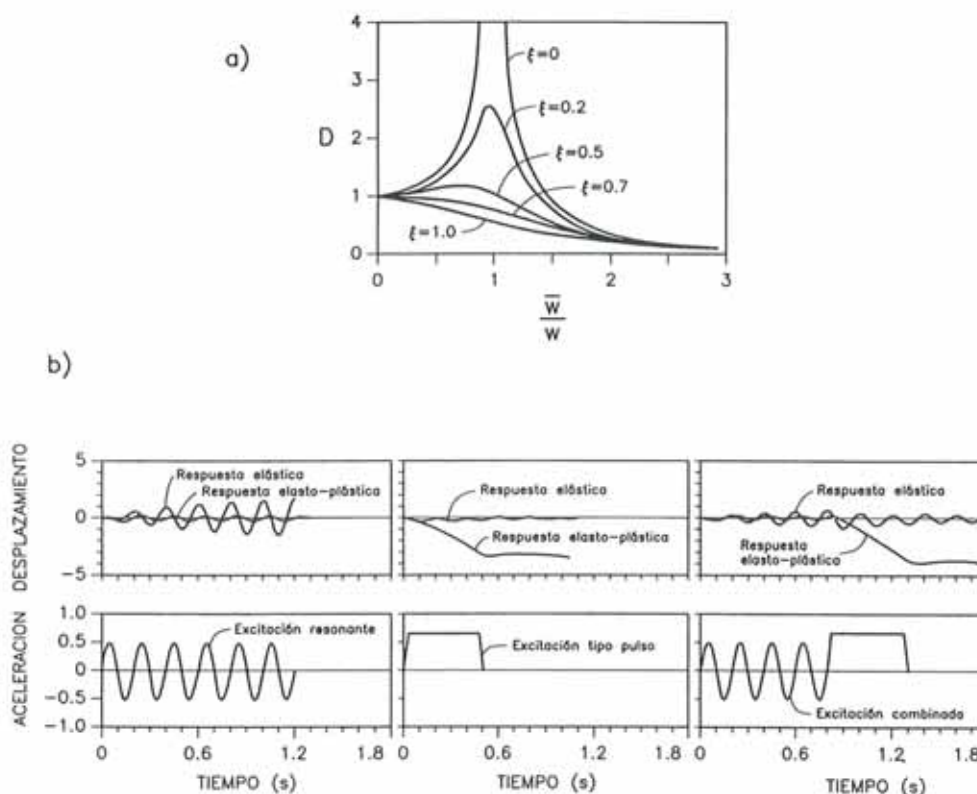 a)
4
3
D
2
1
0
ξ=0
ξ=0.2
ξ=0.5
ξ=0.7
ξ=1.0
0 1 2 3
w̅
w
b)
DESPLAZAMIENTO
5
0
-5
Respuesta elástica
Respuesta elasto-plástica
Respuesta elástica
Respuesta elasto-plástica
Respuesta elástica
Respuesta
elasto-plástica
ACELERACION
1.0
0.5
0
-0.5
-1.0
Excitación resonante
Excitación tipo pulso
Excitación combinada
0 0.6 1.2 1.8
0 0.6 1.2 1.8
0 0.6 1.2 1.8
TIEMPO (s)
TIEMPO (s)
TIEMPO (s)